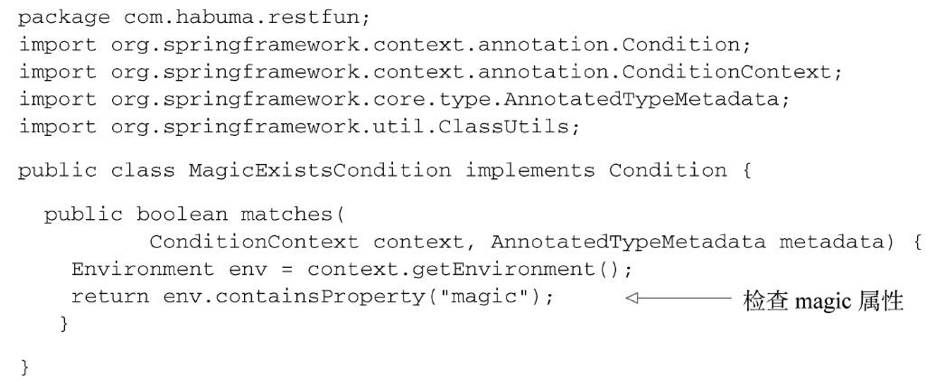 package com.habuma.restfun;
import org.springframework.context.annotation.Condition;
import org.springframework.context.annotation.ConditionContext;
import org.springframework.core.type.AnnotatedTypeMetadata;
import org.springframework.util.ClassUtils;
public class MagicExistsCondition implements Condition {
public boolean matches(
ConditionContext context, AnnotatedTypeMetadata metadata) {
Environment env = context.getEnvironment();
return env.containsProperty("magic"); 检查 magic 属性
}
}